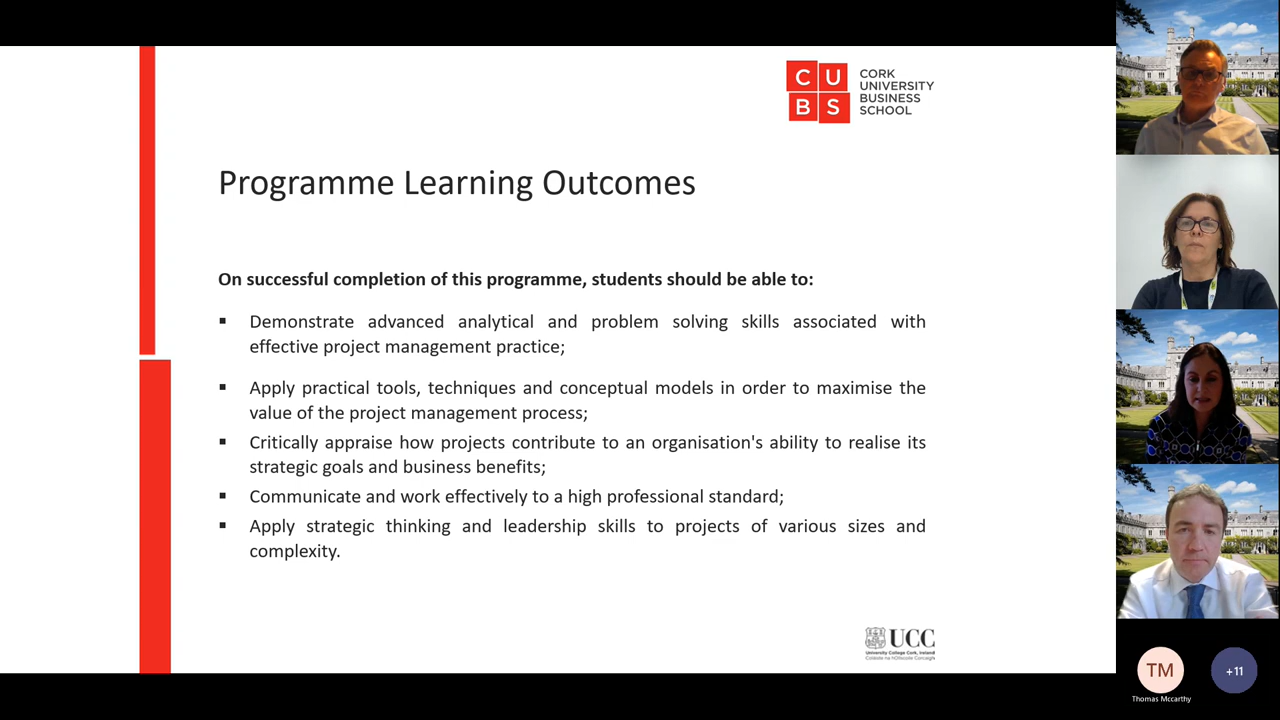 C U
B S
CORK
UNIVERSITY
BUSINESS
SCHOOL
Programme Learning Outcomes
On successful completion of this programme, students should be able to:
▪ Demonstrate advanced analytical and problem solving skills associated with
effective project management practice;
▪ Apply practical tools, techniques and conceptual models in order to maximise the
value of the project management process;
▪ Critically appraise how projects contribute to an organisation's ability to realise its
strategic goals and business benefits;
▪ Communicate and work effectively to a high professional standard;
▪ Apply strategic thinking and leadership skills to projects of various sizes and
complexity.
UCC
University College Cork, Ireland
Coláiste na hOllscoile Corcaigh
TM
+11
Thomas Mccarthy